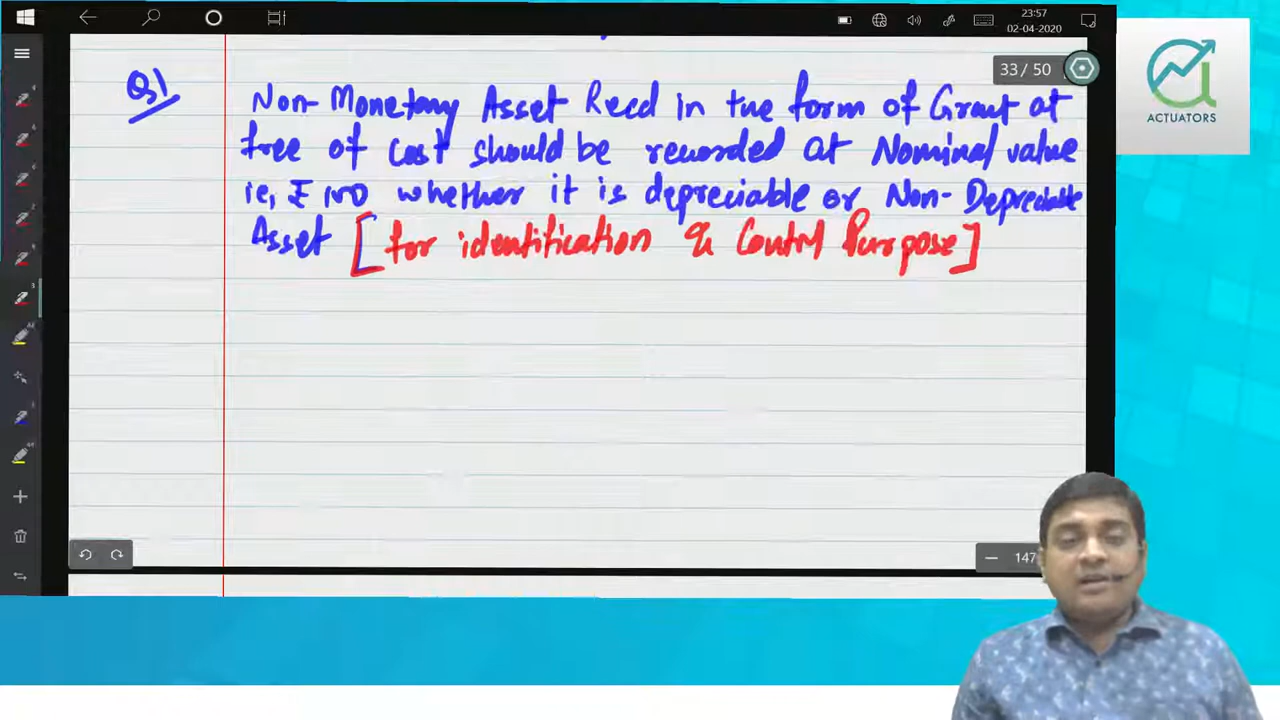 23:57
02-04-2020
33 / 50
ACTUATORS
Q1
Non-Monetary Asset Recd in the form of Grant at
free of cost should be recorded at Nominal value
ie, ₹ whether it is depreciable or Non-Depreciable
Asset [for identification & Control Purpose]
147